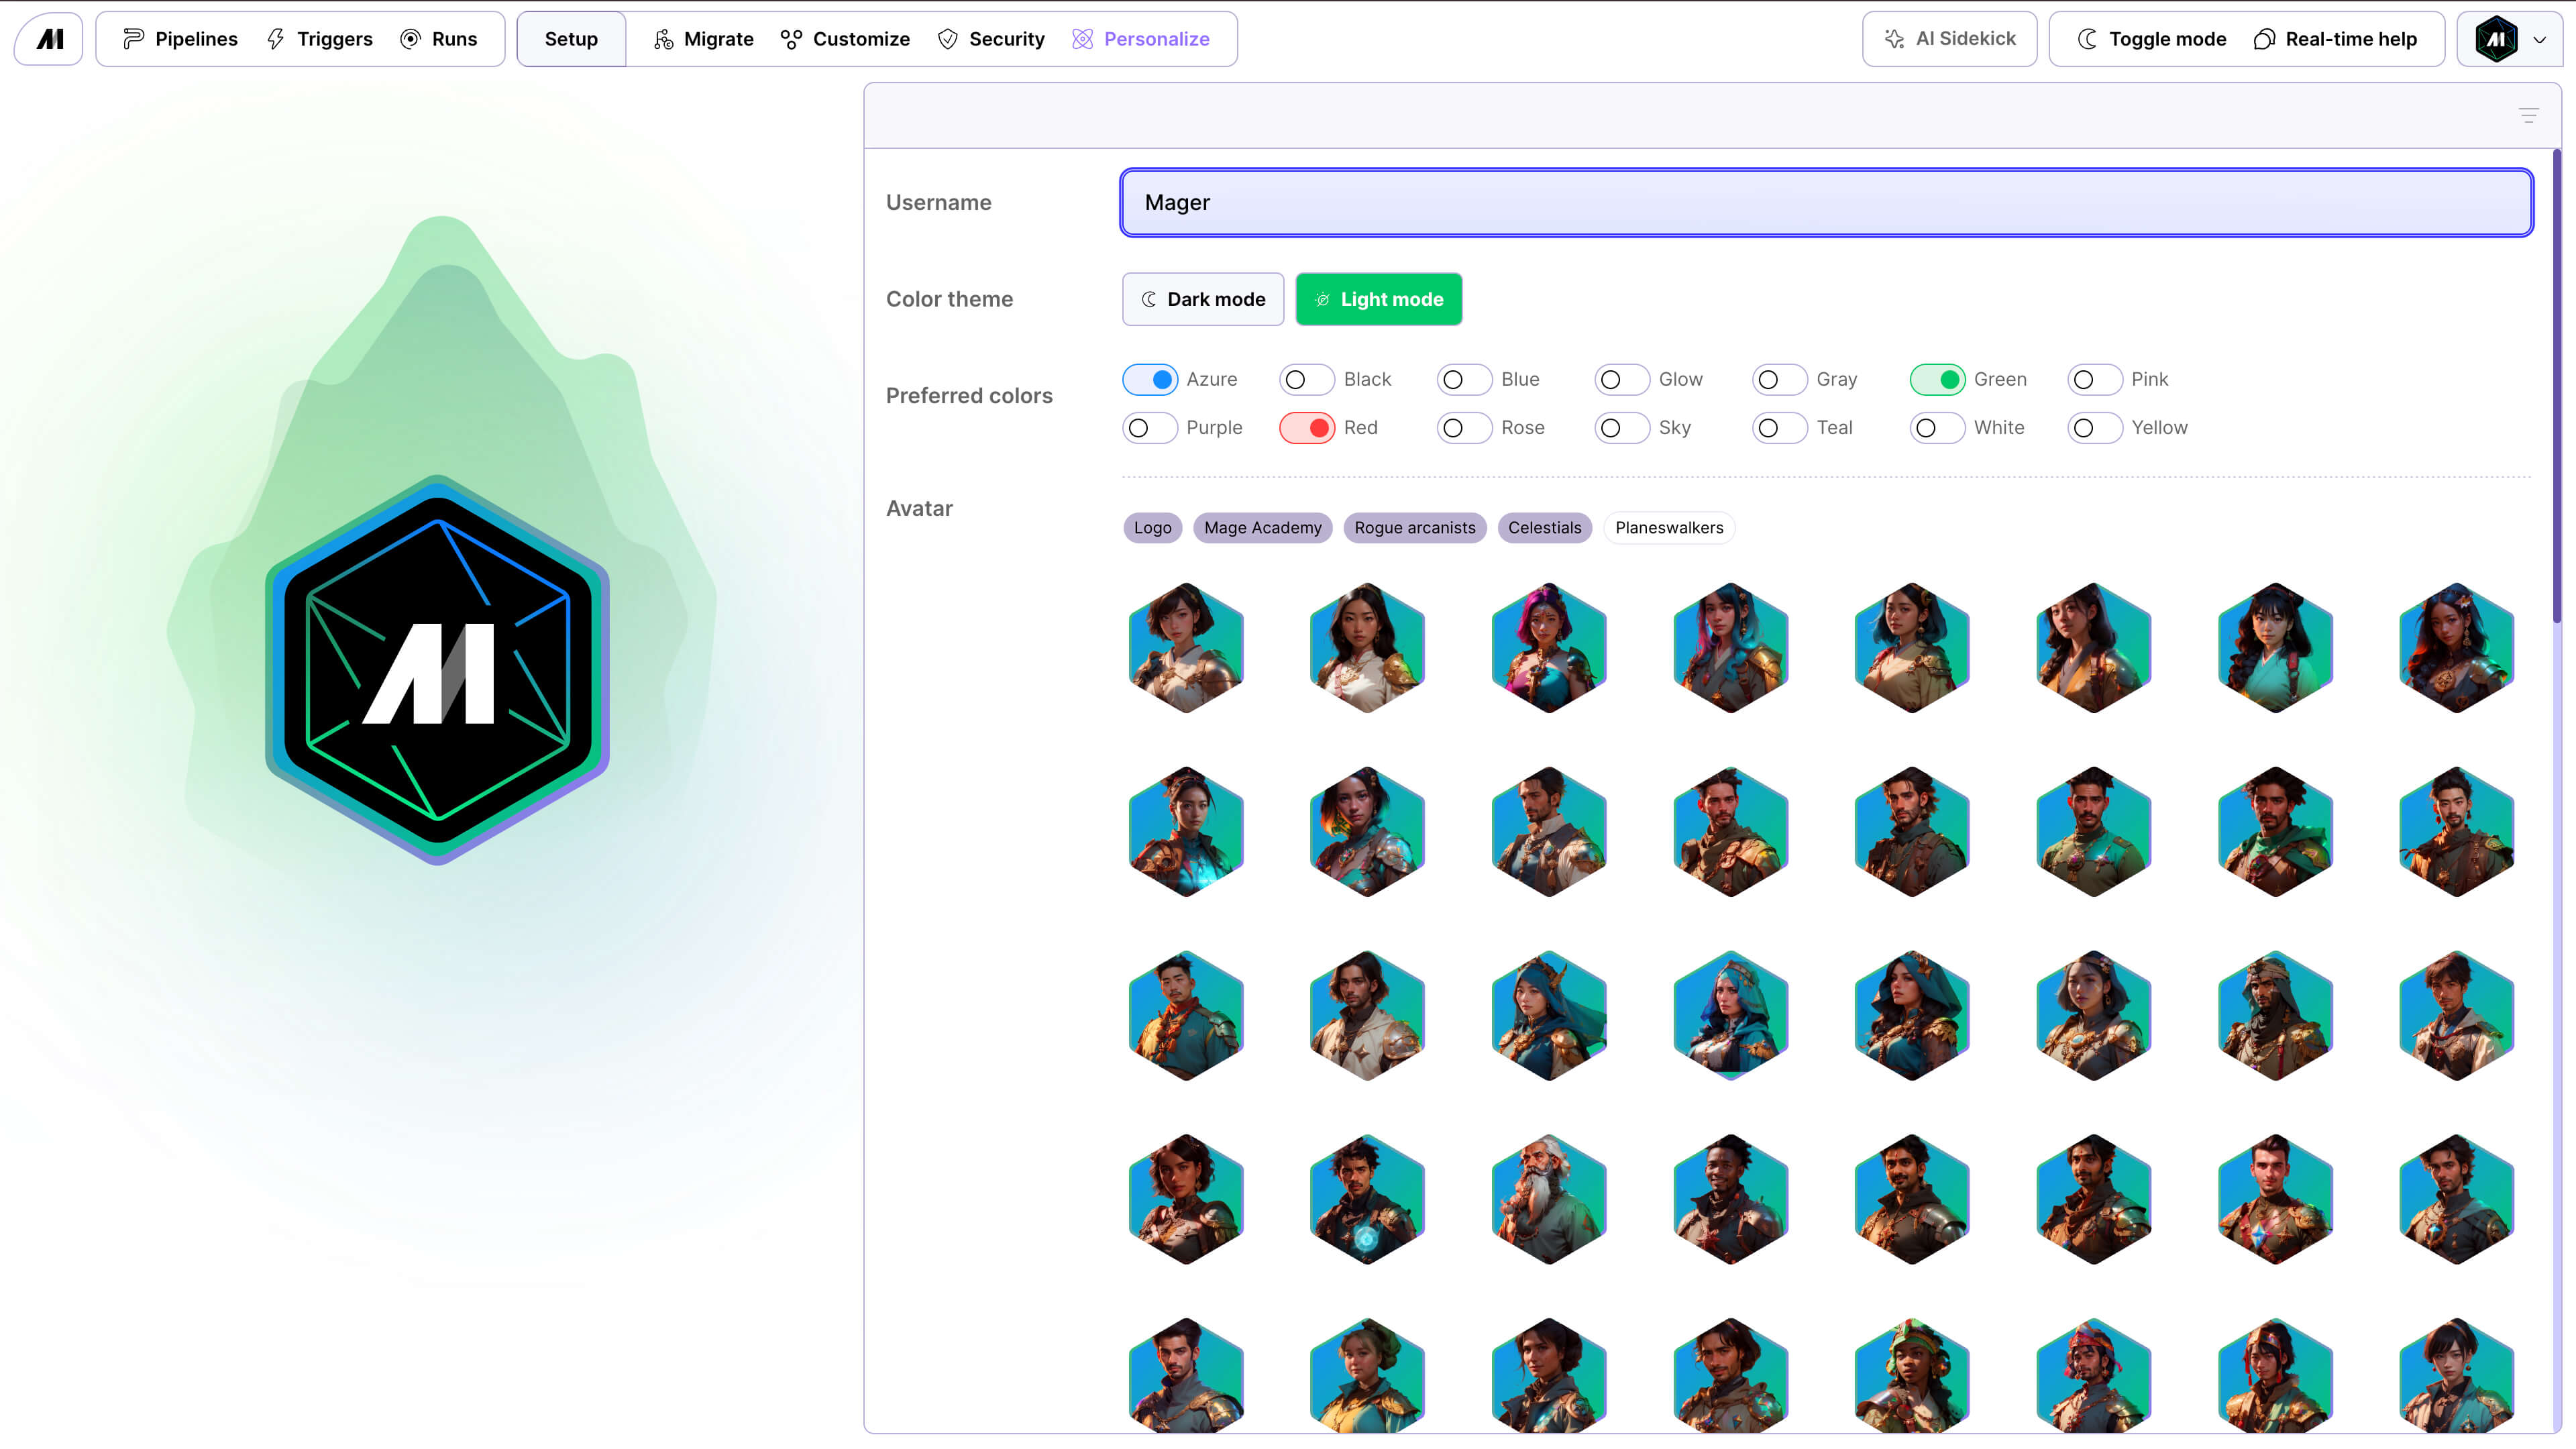 Pipelines Triggers Runs Setup Migrate Customize Security Personalize AI Sidekick Toggle mode Real-time help
Username Mager
Color theme Dark mode Light mode
Preferred colors
Azure Black Blue Glow Gray Green Pink
Purple Red Rose Sky Teal White Yellow
Avatar
Logo Mage Academy Rogue arcanists Celestials Planeswalkers